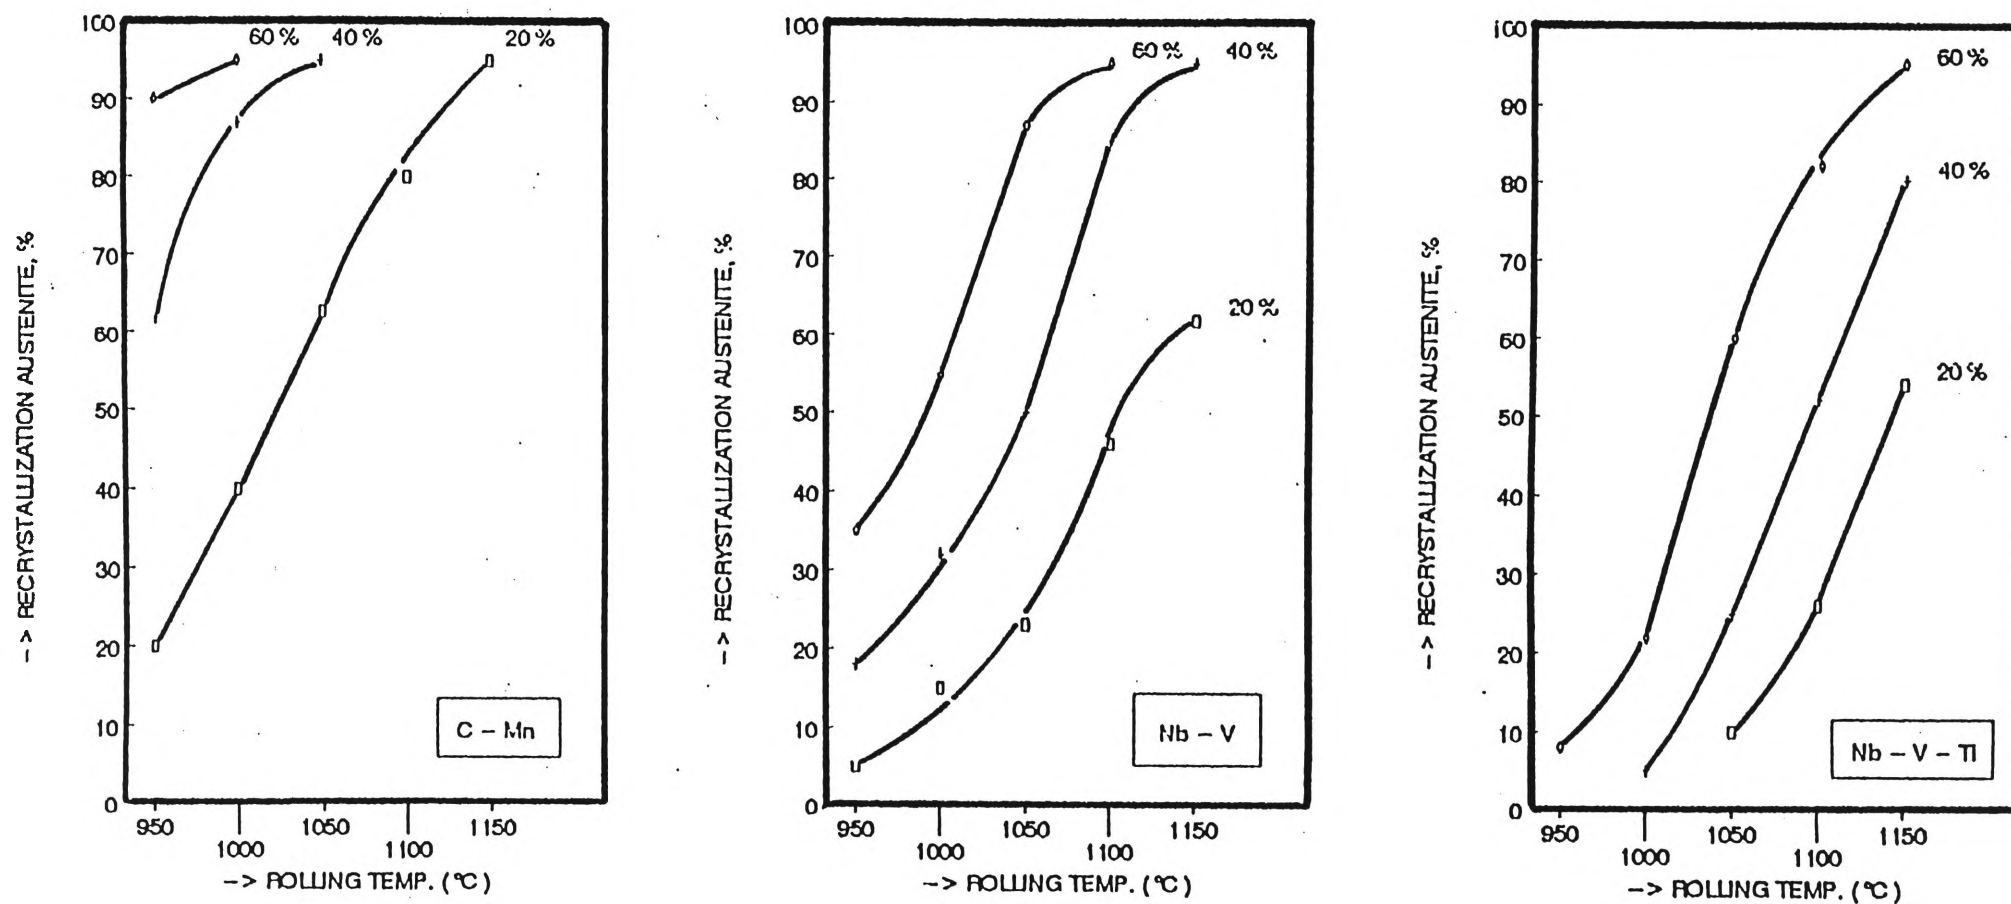 --> RECRYSTALLIZATION AUSTENITE, %
100
90
80
70
60
50
40
30
20
10
0
60 % 40 % 20 %
C – Mn
950 1050 1150
1000 1100
--> ROLLING TEMP. (°C)
--> RECRYSTALLIZATION AUSTENITE, %
100
90
80
70
60
50
40
30
20
10
0
60 % 40 %
20 %
Nb – V
950 1050 1150
1000 1100
--> ROLLING TEMP. (°C)
--> RECRYSTALLIZATION AUSTENITE, %
100
90
80
70
60
50
40
30
20
10
0
60 %
40 %
20 %
Nb – V – TI
950 1050 1150
1000 1100
--> ROLLING TEMP. (°C)